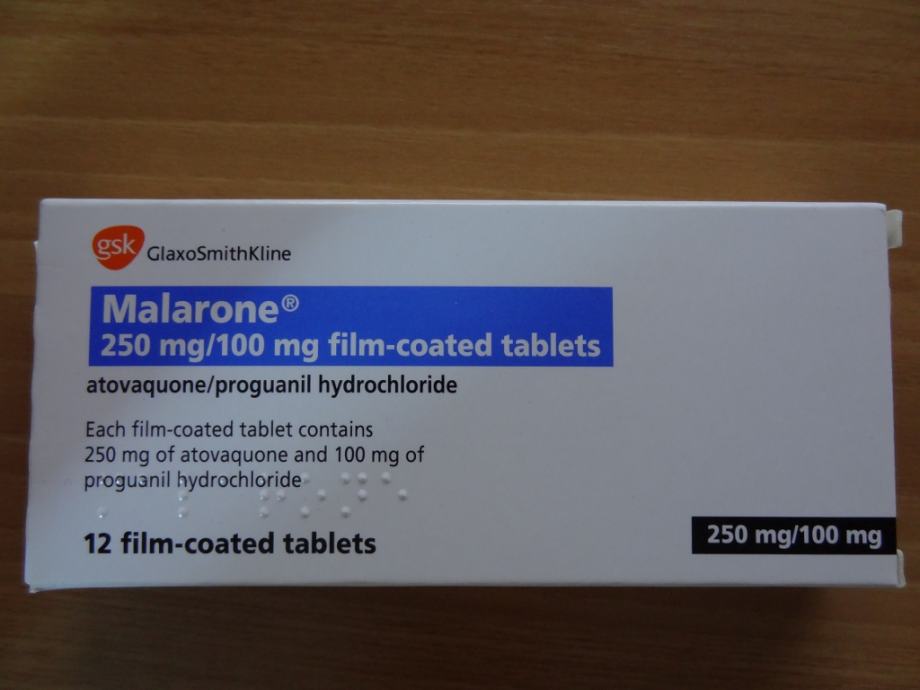 gsk GlaxoSmithKline
Malarone®
250 mg/100 mg film-coated tablets
atovaquone/proguanil hydrochloride
Each film-coated tablet contains
250 mg of atovaquone and 100 mg of
proguanil hydrochloride
12 film-coated tablets
250 mg/100 mg